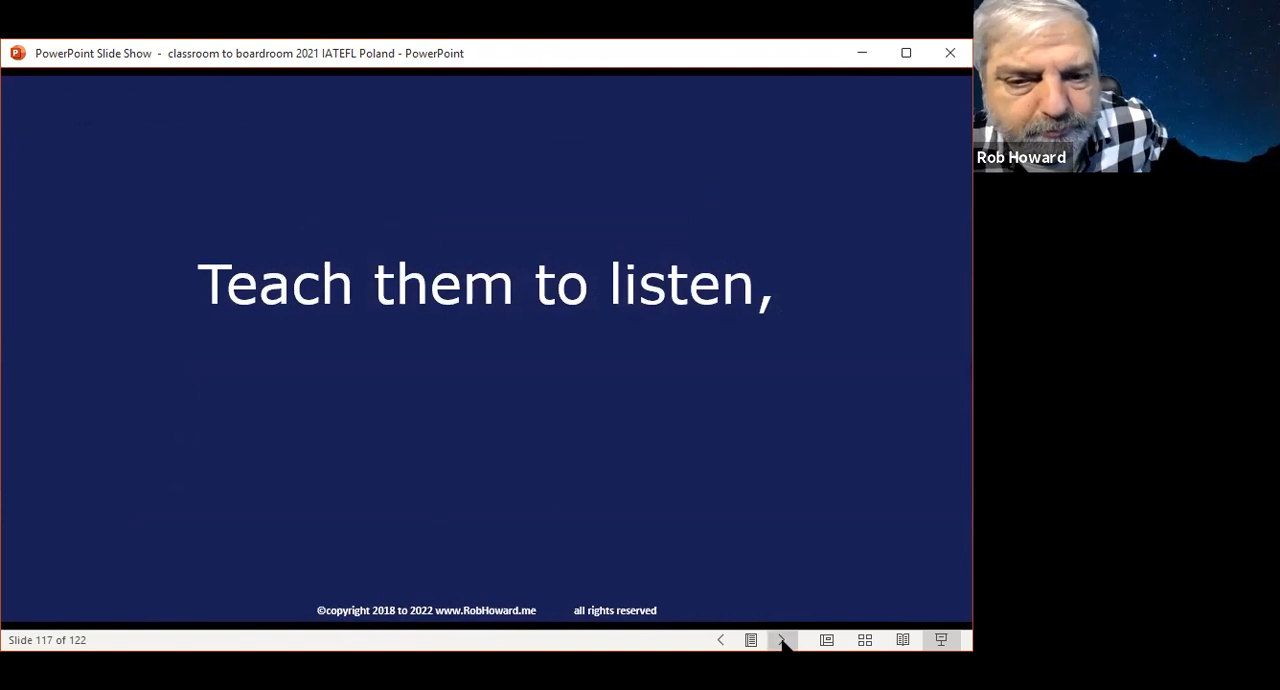 PowerPoint Slide Show - classroom to boardroom 2021 IATEFL Poland - PowerPoint
Rob Howard
Teach them to listen,
©copyright 2018 to 2022 www.RobHoward.me all rights reserved
Slide 117 of 122